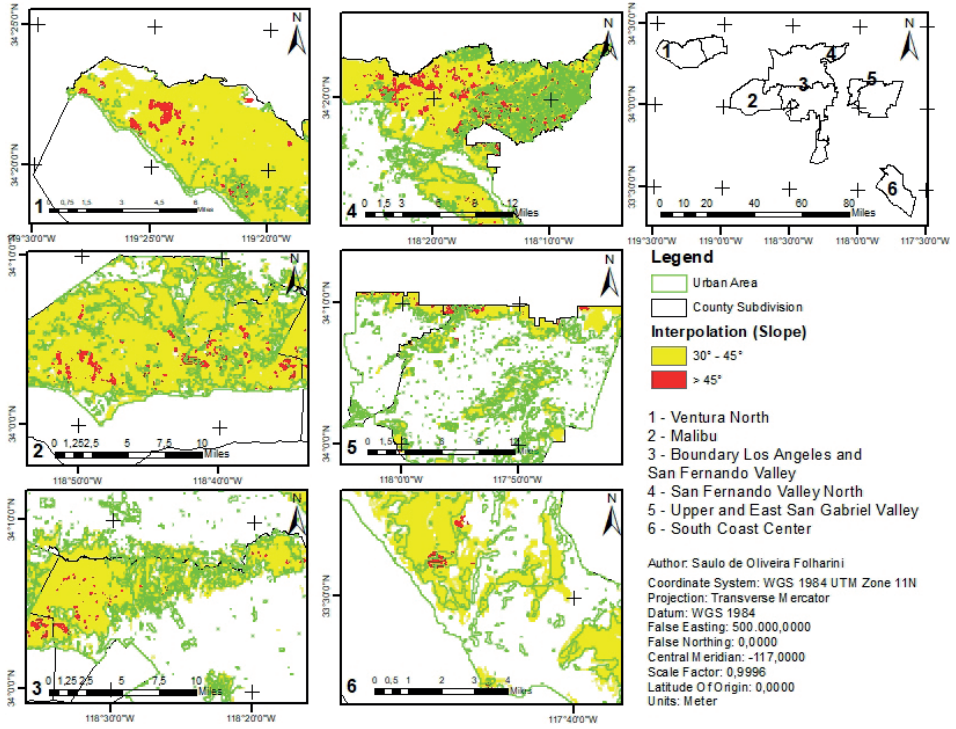 34°25'0"N
34°20'0"N
N
1
0 0,75 1,5 3 4,5 6
Miles
119°30'0"W 119°25'0"W 119°20'0"W
34°20'0"N
N
4
0 1,5 3 6 9 12
Miles
118°20'0"W 118°10'0"W
34°30'0"N
34°0'0"N
33°30'0"N
N
1
2
3
4
5
6
0 10 20 40 60 80
Miles
119°30'0"W 119°0'0"W 118°30'0"W 118°0'0"W 117°30'0"W
34°10'0"N
34°0'0"N
N
2
0 1,25 2,5 5 7,5 10
Miles
118°50'0"W 118°40'0"W
34°10'0"N
34°0'0"N
N
5
0 1,5 3 6 9 12
Miles
118°0'0"W 117°50'0"W
34°10'0"N
34°0'0"N
N
3
0 1,25 2,5 5 7,5 10
Miles
118°30'0"W 118°20'0"W
33°30'0"N
N
6
0 0,5 1 2 3 4
Miles
117°40'0"W
Legend
Urban Area
County Subdivision
Interpolation (Slope)
30° - 45°
> 45°
1 - Ventura North
2 - Malibu
3 - Boundary Los Angeles and
San Fernando Valley
4 - San Fernando Valley North
5 - Upper and East San Gabriel Valley
6 - South Coast Center
Author: Saulo de Oliveira Folharini
Coordinate System: WGS 1984 UTM Zone 11N
Projection: Transverse Mercator
Datum: WGS 1984
False Easting: 500.000,0000
False Northing: 0,0000
Central Meridian: -117,0000
Scale Factor: 0,9996
Latitude Of Origin: 0,0000
Units: Meter